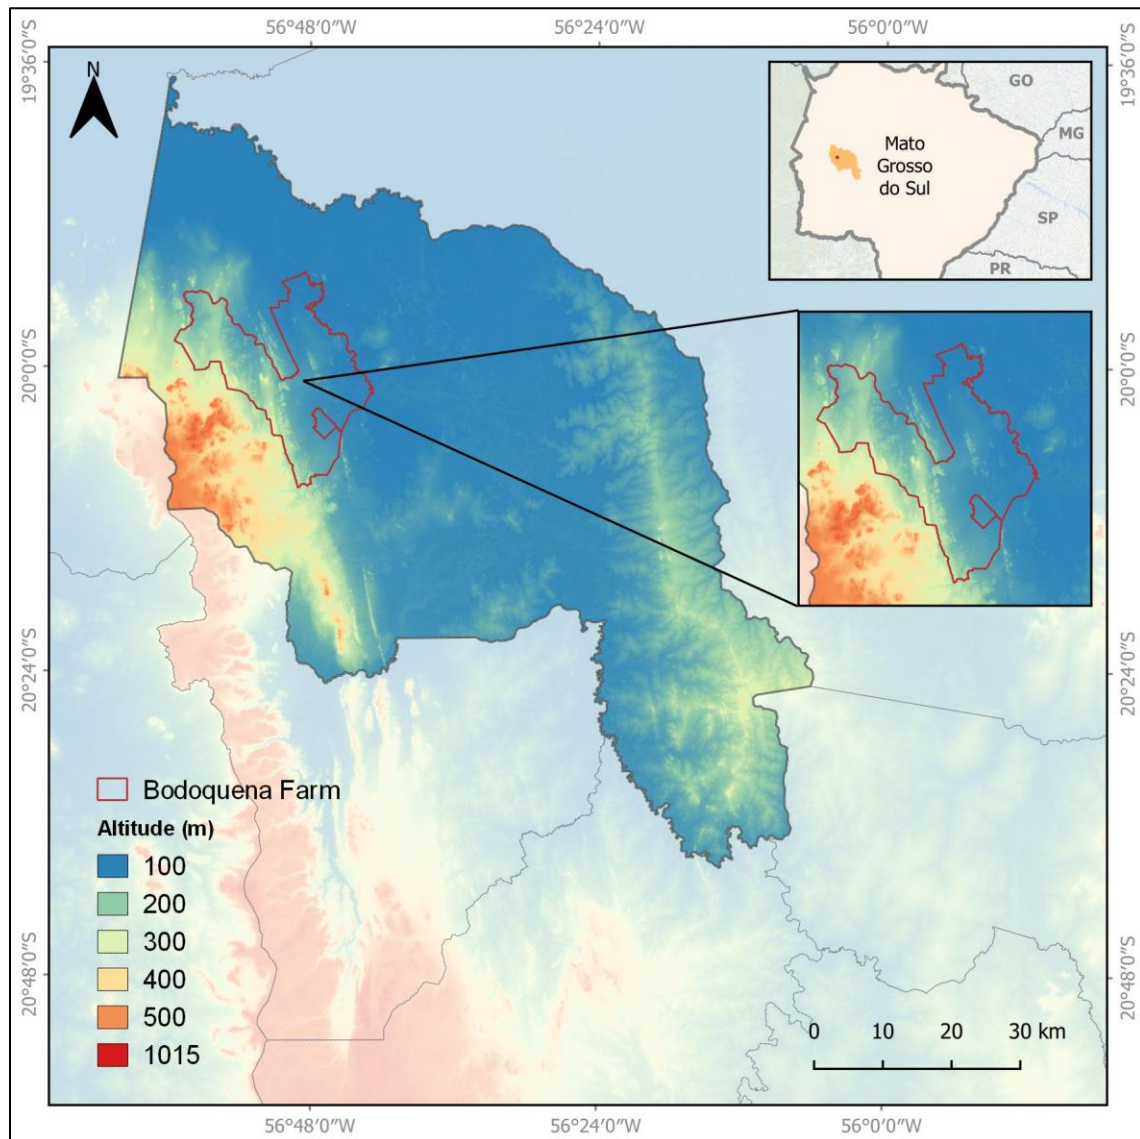 56°48′0″W 56°24′0″W 56°0′0″W
19°36′0″S
19°36′0″S
N
GO
MG
Mato
Grosso
do Sul
SP
PR
20°0′0″S
20°0′0″S
20°24′0″S
20°24′0″S
Bodoquena Farm
Altitude (m)
100
200
300
400
500
1015
20°48′0″S
20°48′0″S
0 10 20 30 km
56°48′0″W 56°24′0″W 56°0′0″W